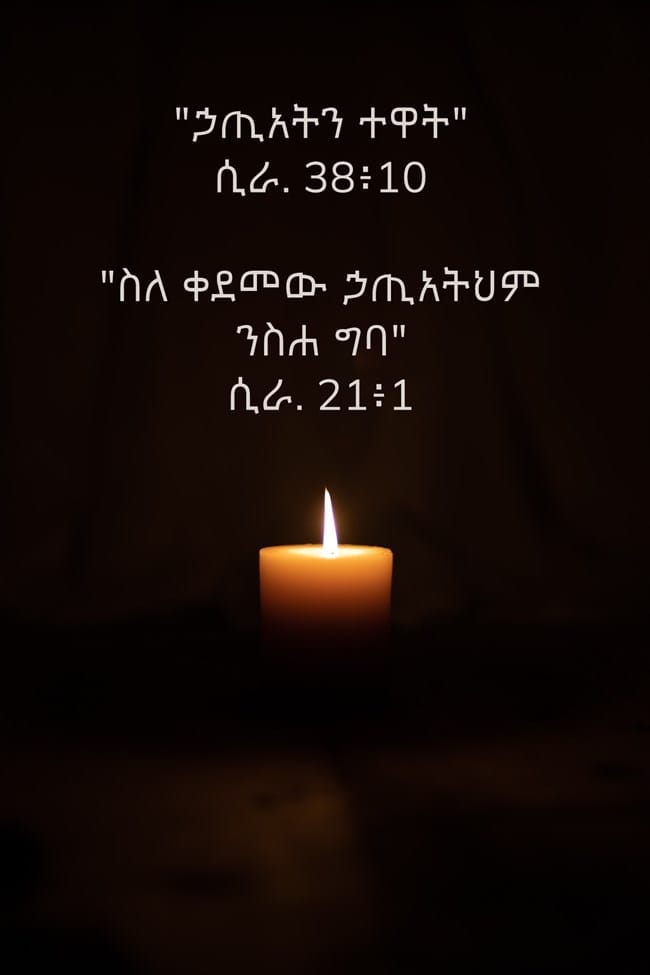 "ኃጢአትን ተዋት"
ሲራ. 38፥10
"ስለ ቀደመው ኃጢአትህም
ንስሐ ግባ"
ሲራ. 21፥1